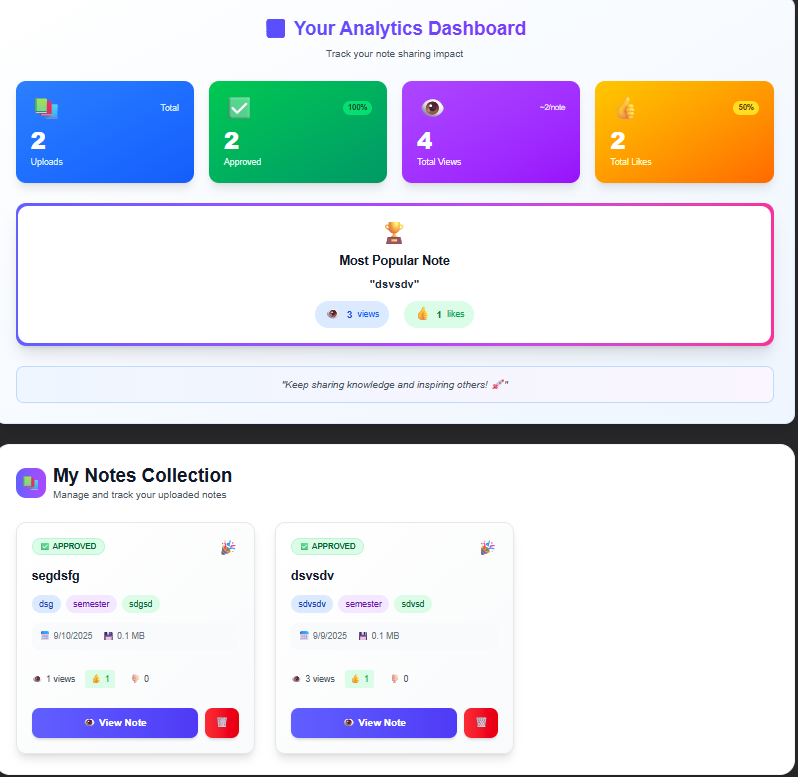 Your Analytics Dashboard
Track your note sharing impact
Total
2
Uploads
100%
2
Approved
~2/note
4
Total Views
50%
2
Total Likes
Most Popular Note
"dsvsdv"
3 views 1 likes
"Keep sharing knowledge and inspiring others! 🚀"
My Notes Collection
Manage and track your uploaded notes
APPROVED
segdsfg
dsg semester sdgsd
9/10/2025 0.1 MB
1 views 1 0
View Note
APPROVED
dsvsdv
sdvsdv semester sdvsd
9/9/2025 0.1 MB
3 views 1 0
View Note